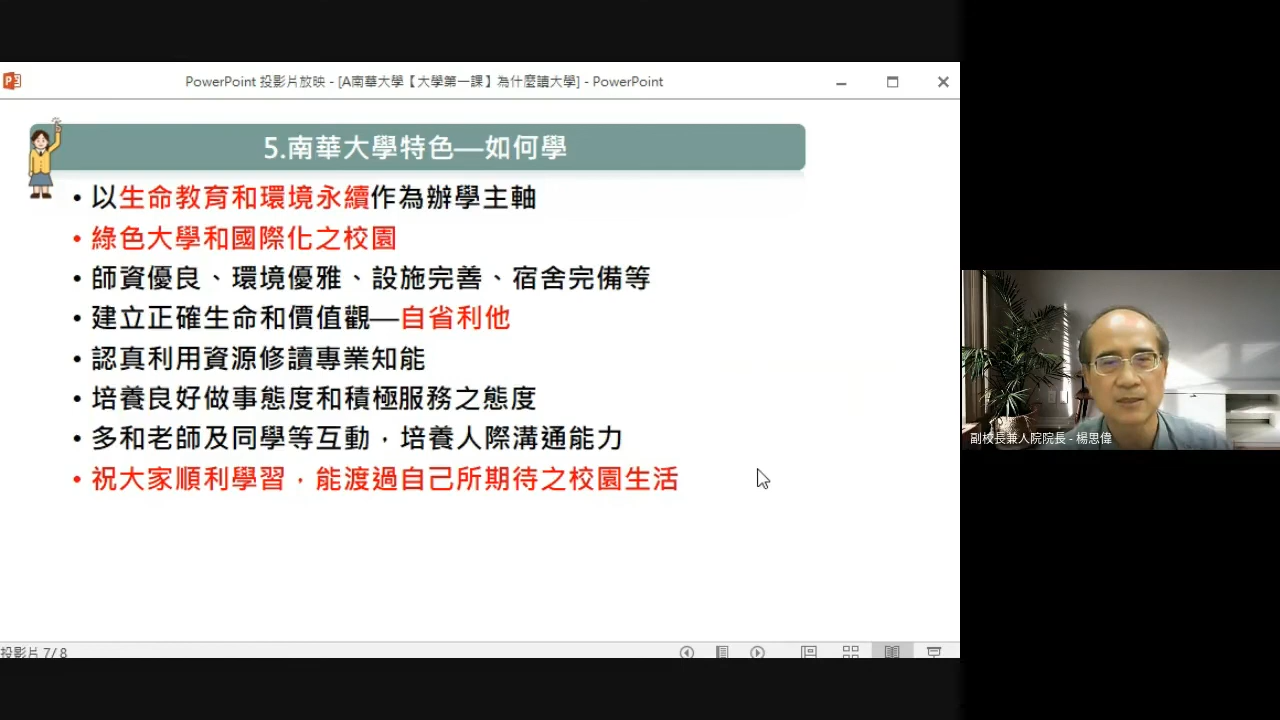 PowerPoint 投影片放映 - [A南華大學【大學第一課】為什麼讀大學] - PowerPoint
5.南華大學特色—如何學
• 以生命教育和環境永續作為辦學主軸
• 綠色大學和國際化之校園
• 師資優良、環境優雅、設施完善、宿舍完備等
• 建立正確生命和價值觀—自省利他
• 認真利用資源修讀專業知能
• 培養良好做事態度和積極服務之態度
• 多和老師及同學等互動，培養人際溝通能力
• 祝大家順利學習，能渡過自己所期待之校園生活
副校長兼人院院長 - 楊思偉
投影片 7/8